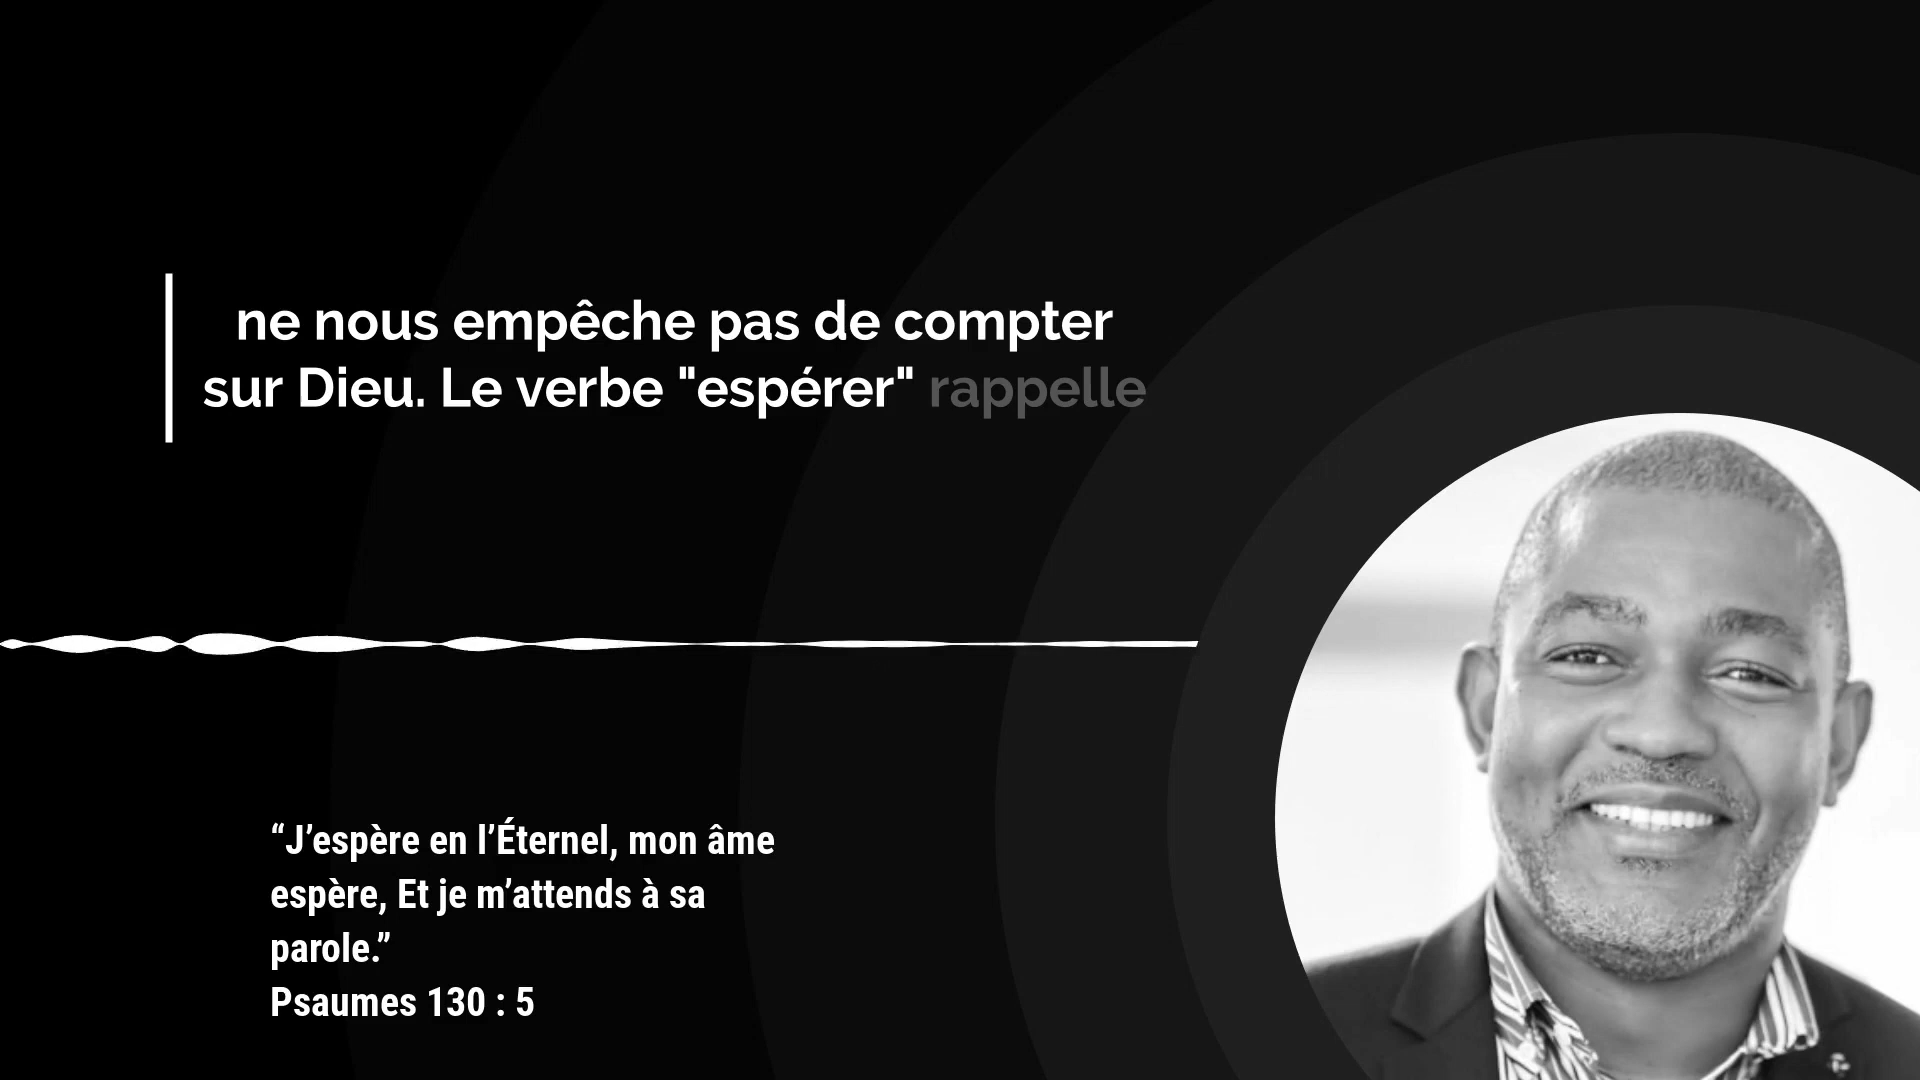 ne nous empêche pas de compter
sur Dieu. Le verbe "espérer" rappelle
“J’espère en l’Éternel, mon âme
espère, Et je m’attends à sa
parole.”
Psaumes 130 : 5